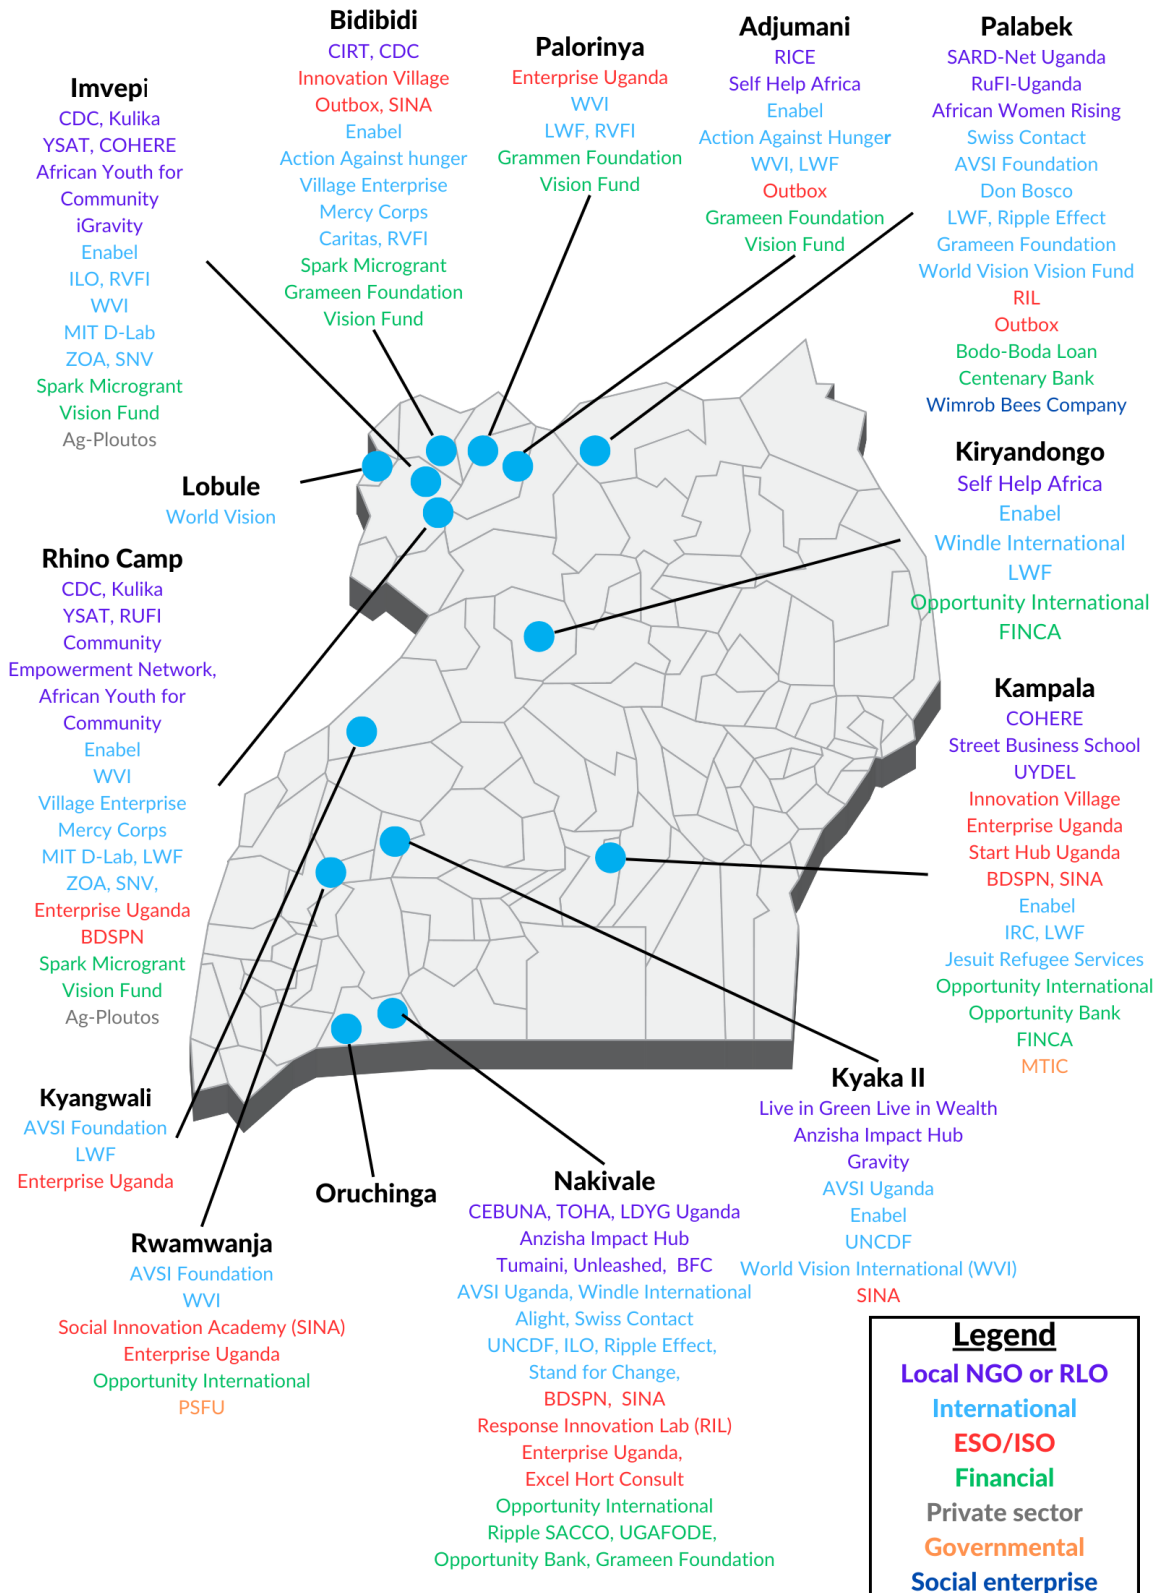 Bidibidi
CIRT, CDC
Innovation Village
Outbox, SINA
Enabel
Action Against hunger
Village Enterprise
Mercy Corps
Caritas, RVFI
Spark Microgrant
Grameen Foundation
Vision Fund
Palorinya
Enterprise Uganda
WVI
LWF, RVFI
Grammen Foundation
Vision Fund
Adjumani
RICE
Self Help Africa
Enabel
Action Against Hunger
WVI, LWF
Outbox
Grameen Foundation
Vision Fund
Palabek
SARD-Net Uganda
RuFI-Uganda
African Women Rising
Swiss Contact
AVSI Foundation
Don Bosco
LWF, Ripple Effect
Grameen Foundation
World Vision Vision Fund
RIL
Outbox
Bodo-Boda Loan
Centenary Bank
Wimrob Bees Company
Imvepi
CDC, Kulika
YSAT, COHERE
African Youth for
Community
iGravity
Enabel
ILO, RVFI
WVI
MIT D-Lab
ZOA, SNV
Spark Microgrant
Vision Fund
Ag-Ploutos
Lobule
World Vision
Kiryandongo
Self Help Africa
Enabel
Windle International
LWF
Opportunity International
FINCA
Rhino Camp
CDC, Kulika
YSAT, RUFI
Community
Empowerment Network,
African Youth for
Community
Enabel
WVI
Village Enterprise
Mercy Corps
MIT D-Lab, LWF
ZOA, SNV,
Enterprise Uganda
BDSPN
Spark Microgrant
Vision Fund
Ag-Ploutos
Kampala
COHERE
Street Business School
UYDEL
Innovation Village
Enterprise Uganda
Start Hub Uganda
BDSPN, SINA
Enabel
IRC, LWF
Jesuit Refugee Services
Opportunity International
Opportunity Bank
FINCA
MTIC
Kyangwali
AVSI Foundation
LWF
Enterprise Uganda
Rwamwanja
AVSI Foundation
WVI
Social Innovation Academy (SINA)
Enterprise Uganda
Opportunity International
PSFU
Oruchinga
Nakivale
CEBUNA, TOHA, LDYG Uganda
Anzisha Impact Hub
Tumaini, Unleashed, BFC
AVSI Uganda, Windle International
Alight, Swiss Contact
UNCDF, ILO, Ripple Effect,
Stand for Change,
BDSPN, SINA
Response Innovation Lab (RIL)
Enterprise Uganda,
Excel Hort Consult
Opportunity International
Ripple SACCO, UGAFODE,
Opportunity Bank, Grameen Foundation
Kyaka II
Live in Green Live in Wealth
Anzisha Impact Hub
Gravity
AVSI Uganda
Enabel
UNCDF
World Vision International (WVI)
SINA
Legend
Local NGO or RLO
International
ESO/ISO
Financial
Private sector
Governmental
Social enterprise